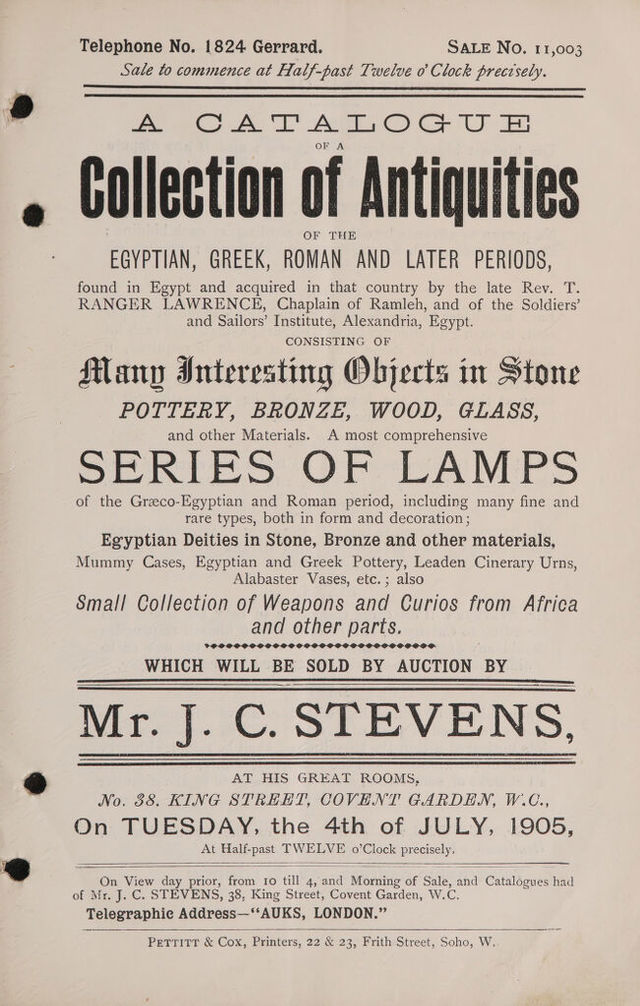 Telephone No. 1824 Gerrard. SALE NO. 11,003
Sale to commence at Half-past Twelve o'Clock precisely.
A CATALOGUE
OF A
Collection of Antiquities
OF THE
EGYPTIAN, GREEK, ROMAN AND LATER PERIODS,
found in Egypt and acquired in that country by the late Rev. T.
RANGER LAWRENCE, Chaplain of Ramleh, and of the Soldiers'
and Sailors' Institute, Alexandria, Egypt.
CONSISTING OF
Many Interesting Objects in Stone
POTTERY, BRONZE, WOOD, GLASS,
and other Materials. A most comprehensive
SERIES OF LAMPS
of the Græco-Egyptian and Roman period, including many fine and
rare types, both in form and decoration;
Egyptian Deities in Stone, Bronze and other materials,
Mummy Cases, Egyptian and Greek Pottery, Leaden Cinerary Urns,
Alabaster Vases, etc.; also
Small Collection of Weapons and Curios from Africa
and other parts.
WHICH WILL BE SOLD BY AUCTION BY
Mr. J. C. STEVENS,
AT HIS GREAT ROOMS,
No. 38, KING STREET, COVENT GARDEN, W.C.,
On TUESDAY, the 4th of JULY, 1905,
At Half-past TWELVE o'Clock precisely.
On View day prior, from 10 till 4, and Morning of Sale, and Catalogues had
of Mr. J. C. STEVENS, 38, King Street, Covent Garden, W.C.
Telegraphic Address—"AUKS, LONDON."
PETTITT & COX, Printers, 22 & 23, Frith Street, Soho, W.